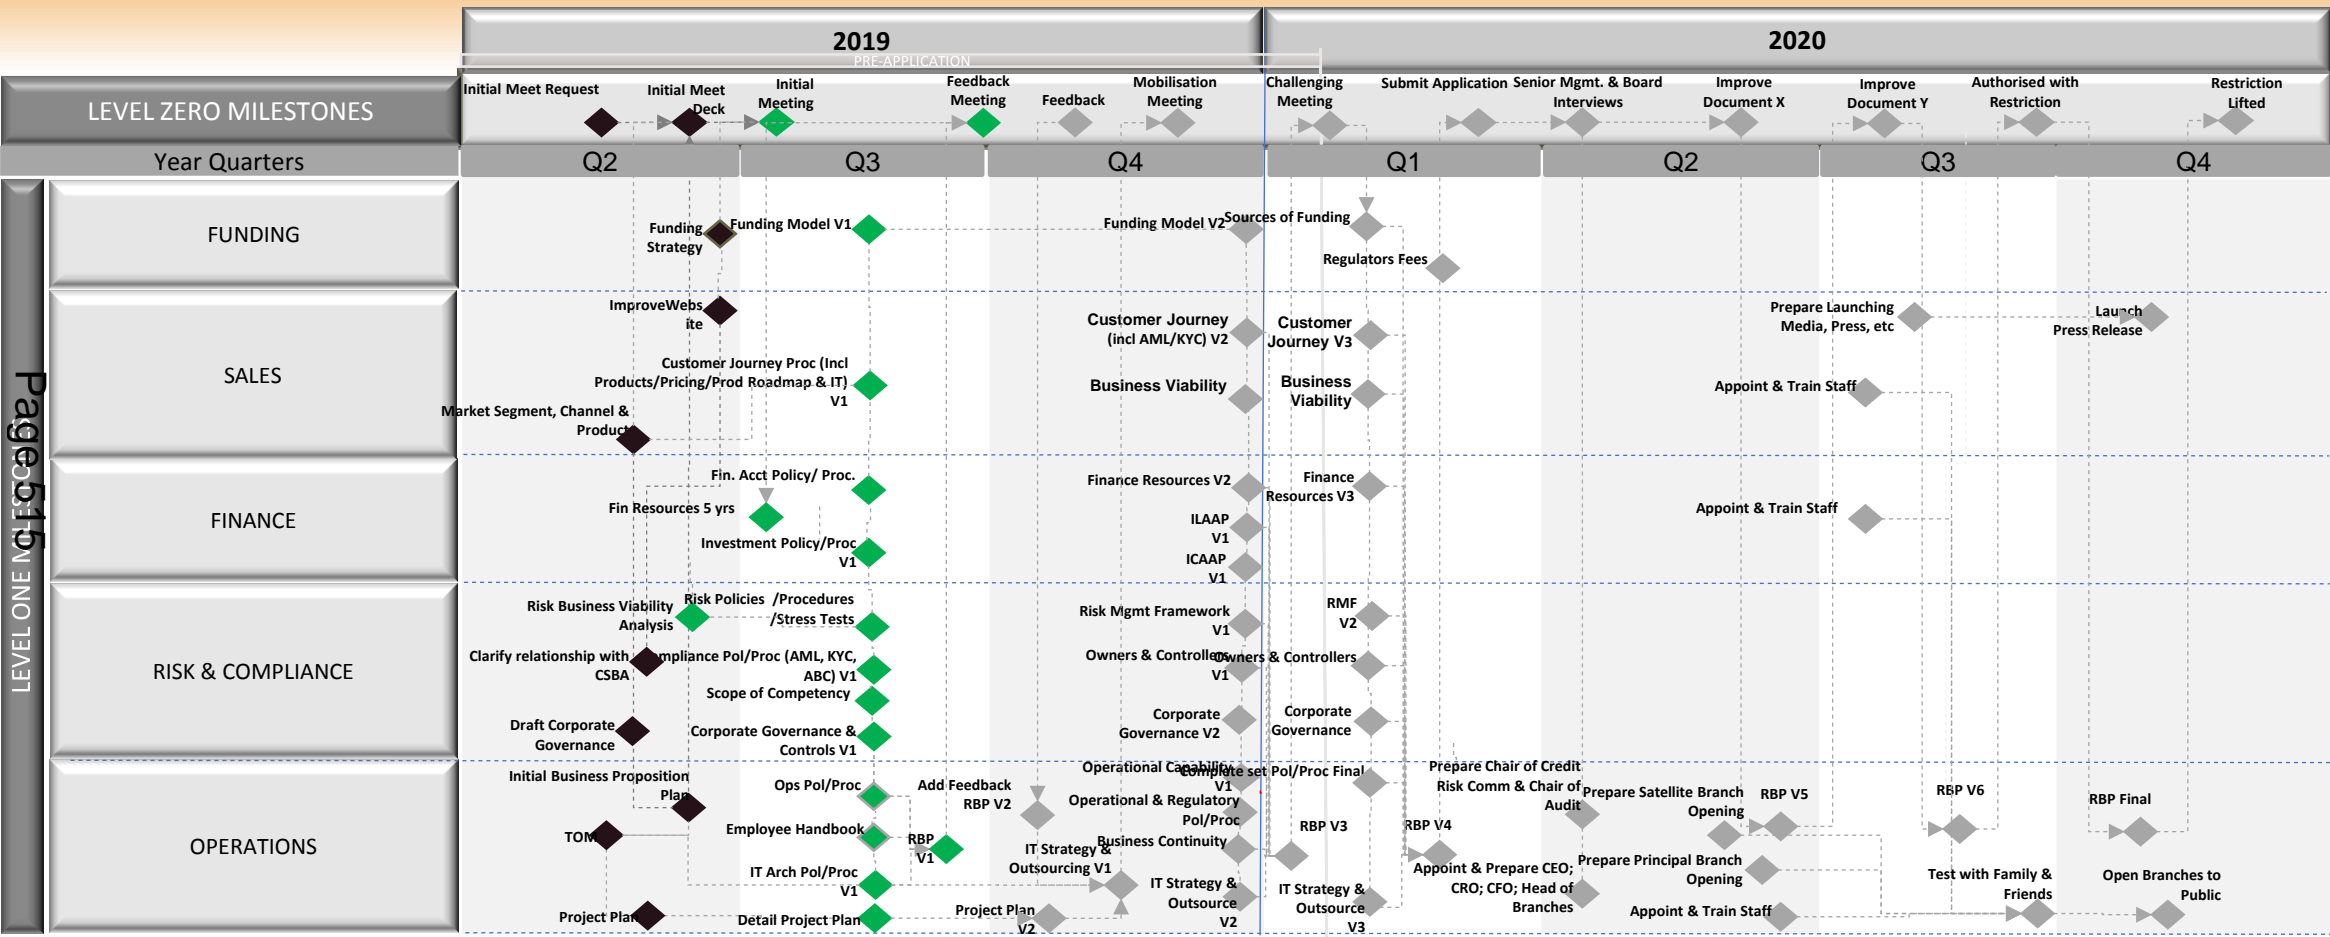 2019
2020
PRE-APPLICATION
LEVEL ZERO MILESTONES
Initial Meet Request
Initial Meet
Deck
Initial
Meeting
Feedback
Meeting
Feedback
Mobilisation
Meeting
Challenging
Meeting
Submit Application
Senior Mgmt. & Board
Interviews
Improve
Document X
Improve
Document Y
Authorised with
Restriction
Restriction
Lifted
Year Quarters
Q2
Q3
Q4
Q1
Q2
Q3
Q4
LEVEL ONE MILESTONES
Page 515
FUNDING
Funding
Strategy
Funding Model V1
Funding Model V2
Sources of Funding
Regulators Fees
SALES
ImproveWebs
ite
Customer Journey Proc (Incl
Products/Pricing/Prod Roadmap & IT)
V1
Market Segment, Channel &
Product
Customer Journey
(incl AML/KYC) V2
Business Viability
Customer
Journey V3
Business
Viability
Prepare Launching
Media, Press, etc
Appoint & Train Staff
Launch
Press Release
FINANCE
Fin. Acct Policy/ Proc.
Fin Resources 5 yrs
Investment Policy/Proc
V1
Finance Resources V2
ILAAP
V1
ICAAP
V1
Finance
Resources V3
Appoint & Train Staff
RISK & COMPLIANCE
Risk Business Viability
Analysis
Risk Policies /Procedures
/Stress Tests
Clarify relationship with
CSBA
mpliance Pol/Proc (AML, KYC,
ABC) V1
Scope of Competency
Draft Corporate
Governance
Corporate Governance &
Controls V1
Risk Mgmt Framework
V1
Owners & Controllers
V1
Corporate
Governance V2
RMF
V2
Owners & Controllers
Corporate
Governance
OPERATIONS
Initial Business Proposition
Plan
TOM
Project Plan
Ops Pol/Proc
Employee Handbook
IT Arch Pol/Proc
V1
Detail Project Plan
RBP
V1
Add Feedback
RBP V2
IT Strategy &
Outsourcing V1
Project Plan
V2
Operational Capability
V1
Operational & Regulatory
Pol/Proc
Business Continuity
IT Strategy &
Outsource
V2
Complete set Pol/Proc Final
RBP V3
IT Strategy &
Outsource
V3
RBP V4
Prepare Chair of Credit
Risk Comm & Chair of
Audit
Appoint & Prepare CEO;
CRO; CFO; Head of
Branches
Prepare Satellite Branch
Opening
RBP V5
Prepare Principal Branch
Opening
Appoint & Train Staff
RBP V6
Test with Family &
Friends
RBP Final
Open Branches to
Public